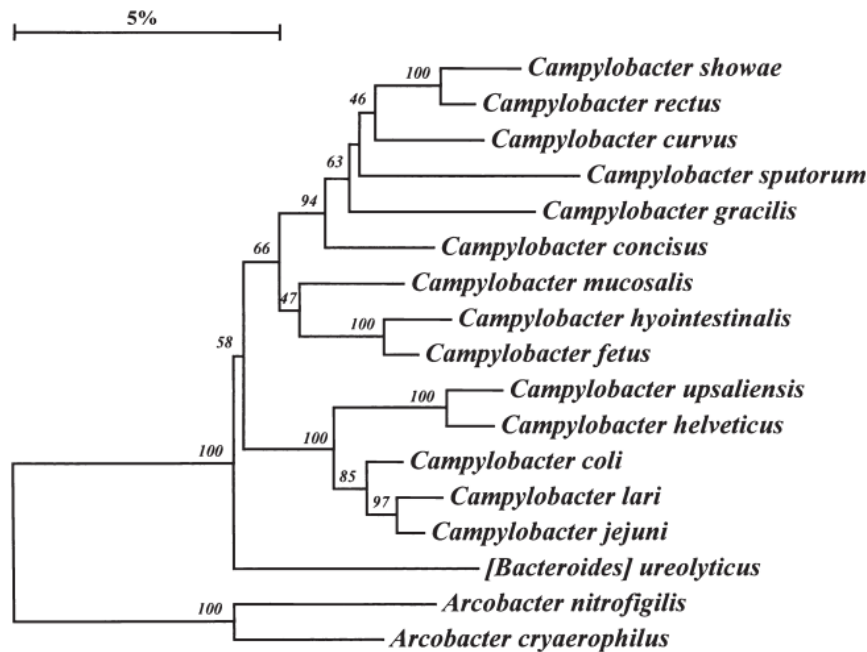 5%
100 Campylobacter showae
46
Campylobacter rectus
Campylobacter curvus
63
Campylobacter sputorum
94
Campylobacter gracilis
66
Campylobacter concisus
Campylobacter mucosalis
47
100 Campylobacter hyointestinalis
58
Campylobacter fetus
100 Campylobacter upsaliensis
Campylobacter helveticus
100
100
Campylobacter coli
85
97 Campylobacter lari
Campylobacter jejuni
[Bacteroides] ureolyticus
100 Arcobacter nitrofigilis
Arcobacter cryaerophilus